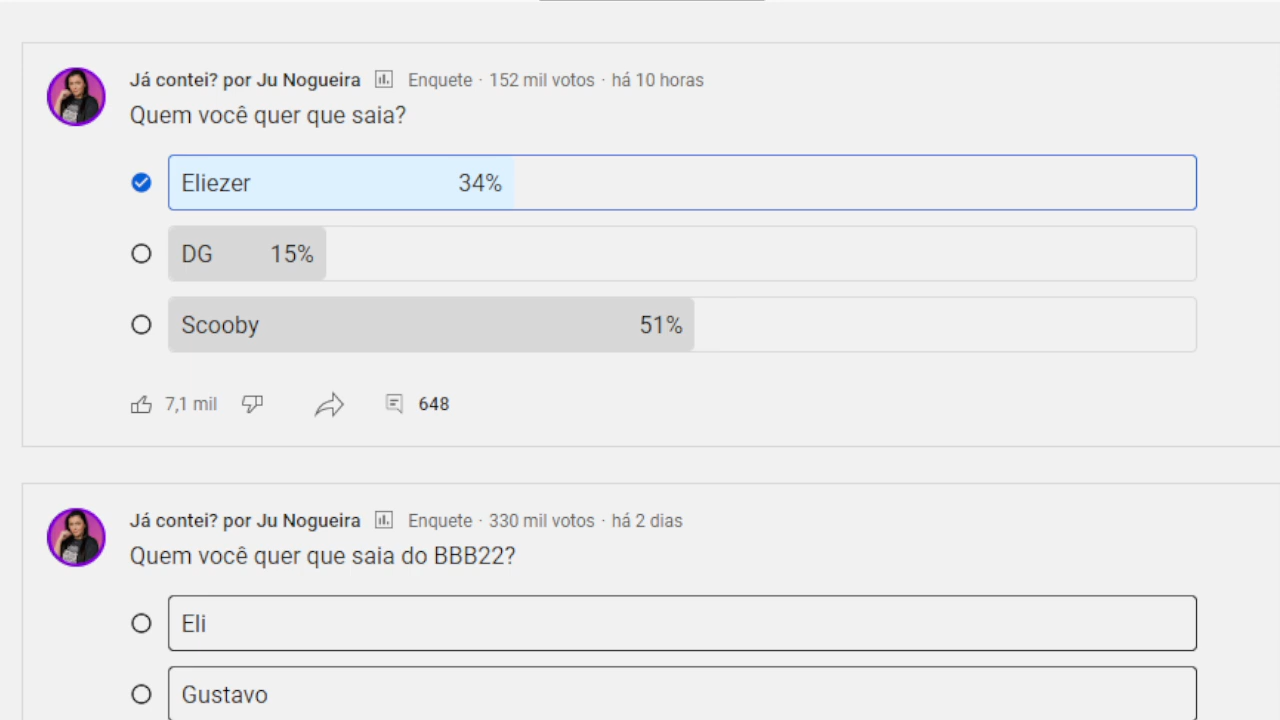 Já contei? por Ju Nogueira Enquete · 152 mil votos · há 10 horas
Quem você quer que saia?
Eliezer 34%
DG 15%
Scooby 51%
7,1 mil 648
Já contei? por Ju Nogueira Enquete · 330 mil votos · há 2 dias
Quem você quer que saia do BBB22?
Eli
Gustavo